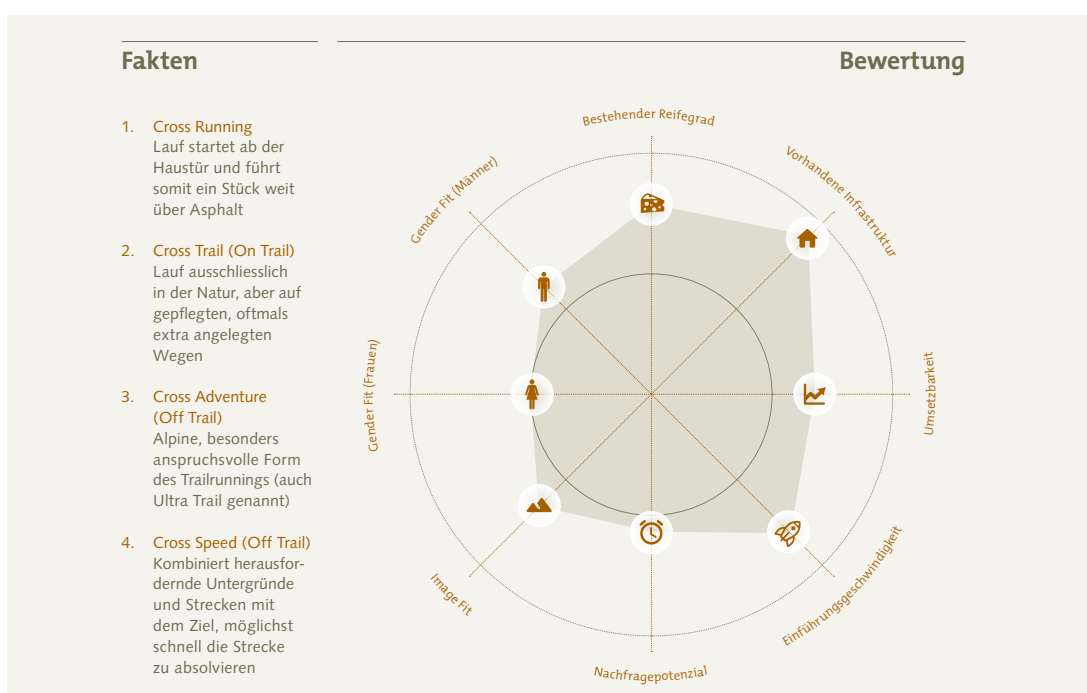 Fakten
Bewertung
1. Cross Running
Lauf startet ab der
Haustür und führt
somit ein Stück weit
über Asphalt
2. Cross Trail (On Trail)
Lauf ausschliesslich
in der Natur, aber auf
gepflegten, oftmals
extra angelegten
Wegen
3. Cross Adventure
(Off Trail)
Alpine, besonders
anspruchsvolle Form
des Trailrunnings (auch
Ultra Trail genannt)
4. Cross Speed (Off Trail)
Kombiniert herausfor-
dernde Untergründe
und Strecken mit
dem Ziel, möglichst
schnell die Strecke
zu absolvieren
Bestehender Reifegrad
Vorhandene Infrastruktur
Umsetzbarkeit
Einführungsgeschwindigkeit
Nachfragepotenzial
Image Fit
Gender Fit (Frauen)
Gender Fit (Männer)